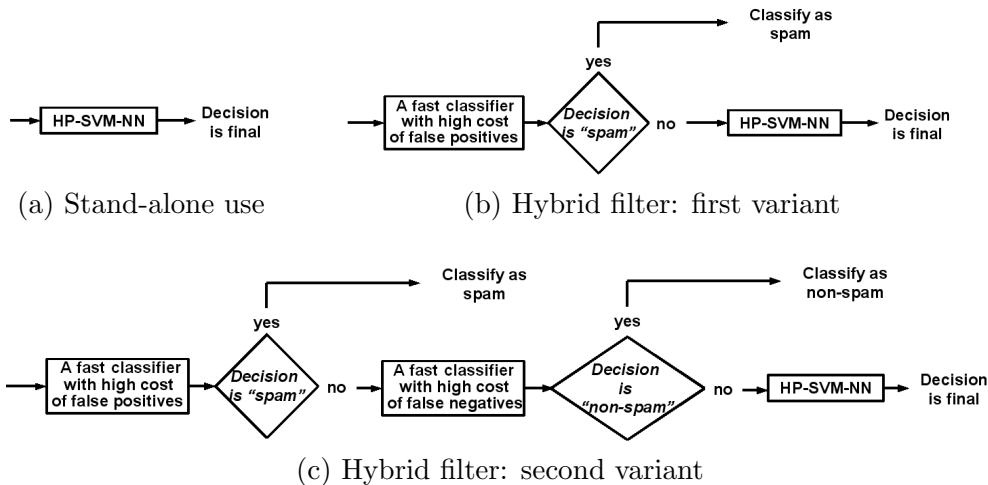 HP-SVM-NN
Decision
is final
(a) Stand-alone use
A fast classifier
with high cost
of false positives
Decision
is “spam”
yes
Classify as
spam
no
HP-SVM-NN
Decision
is final
(b) Hybrid filter: first variant
A fast classifier
with high cost
of false positives
Decision
is “spam”
yes
Classify as
spam
no
A fast classifier
with high cost
of false negatives
Decision
is
“non-spam”
yes
Classify as
non-spam
no
HP-SVM-NN
Decision
is final
(c) Hybrid filter: second variant